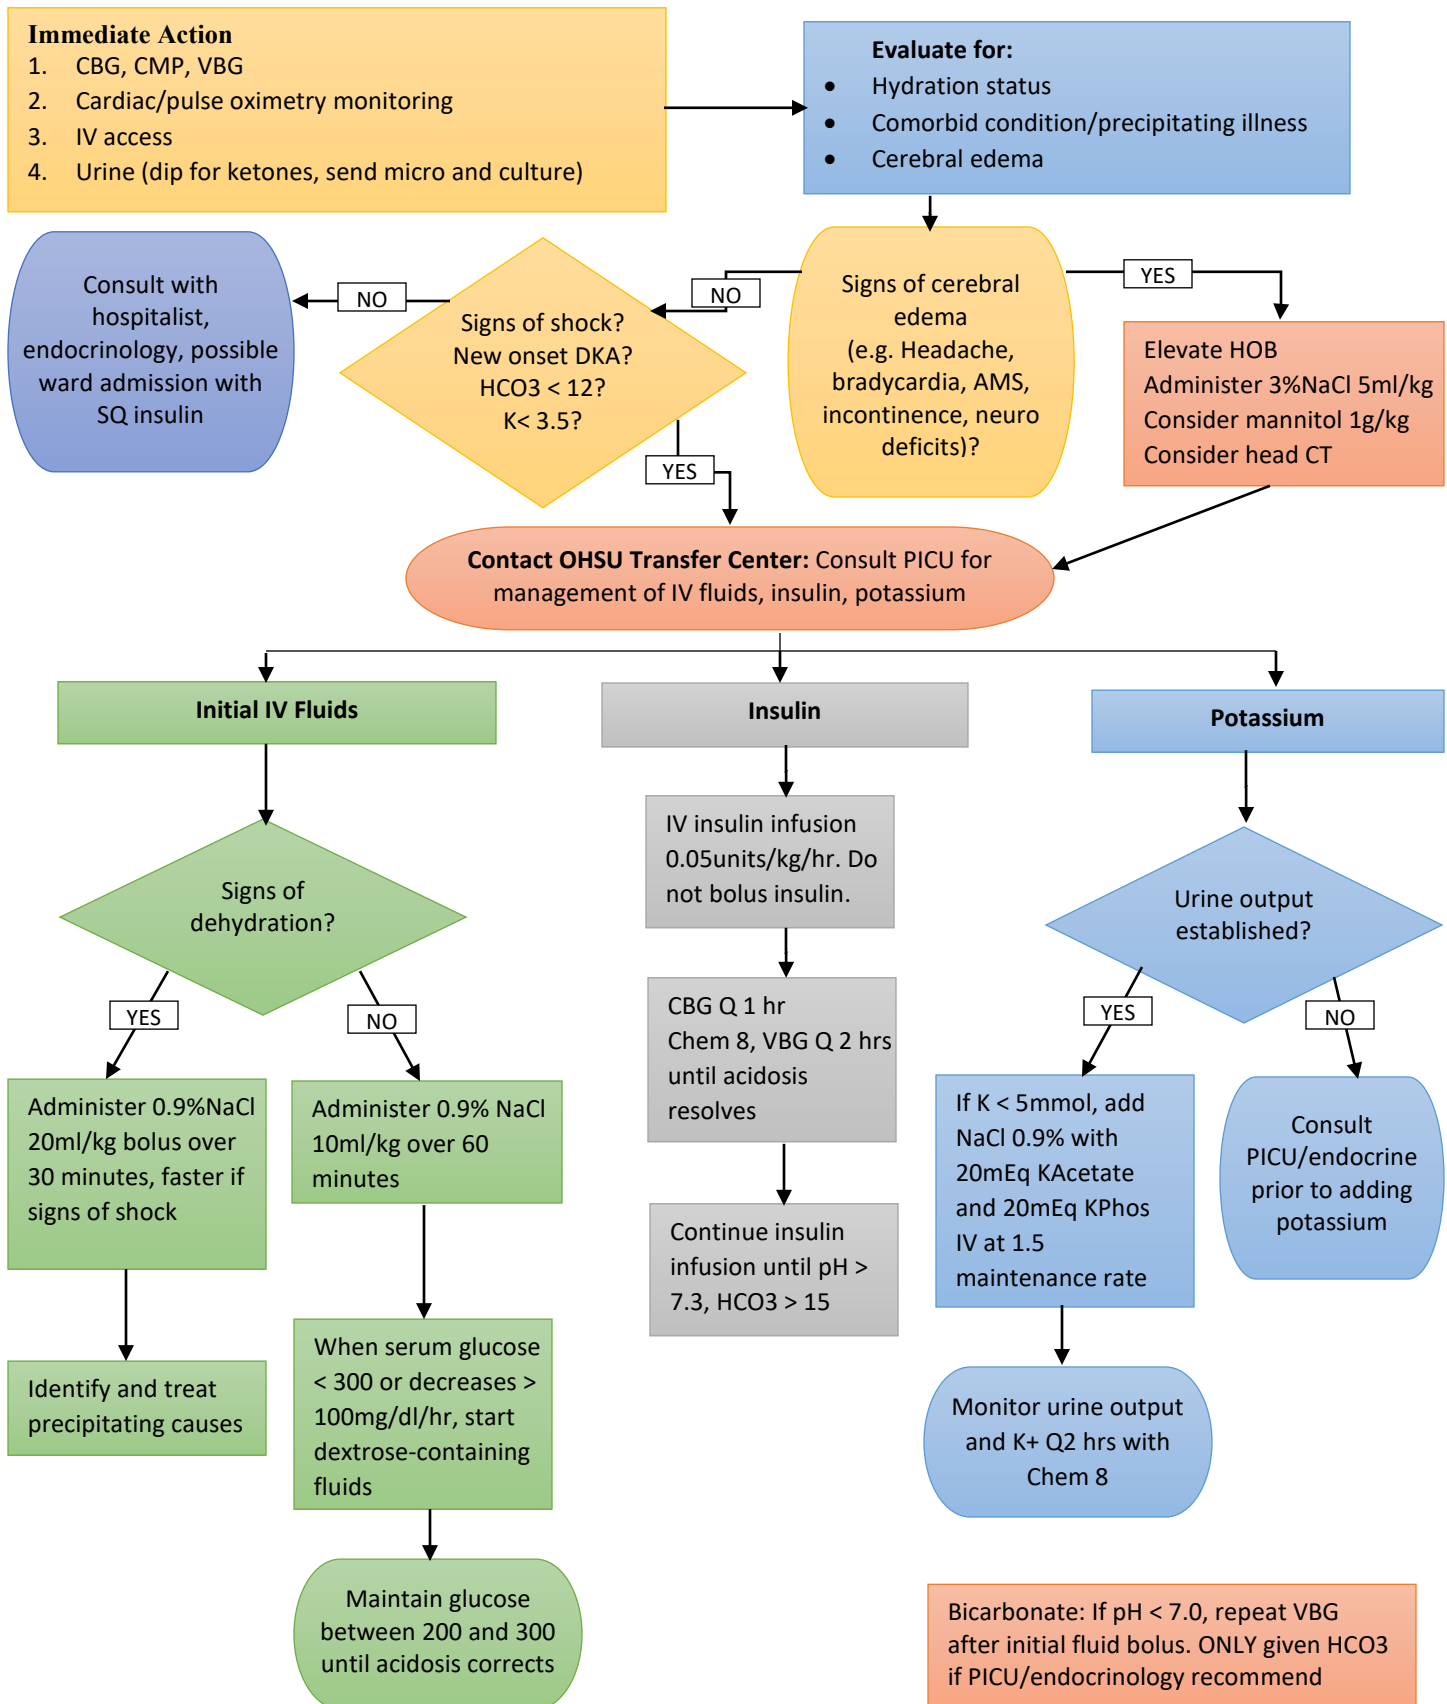 Immediate Action
1. CBG, CMP, VBG
2. Cardiac/pulse oximetry monitoring
3. IV access
4. Urine (dip for ketones, send micro and culture)
Evaluate for:
• Hydration status
• Comorbid condition/precipitating illness
• Cerebral edema
Consult with
hospitalist,
endocrinology, possible
ward admission with
SQ insulin
NO
Signs of shock?
New onset DKA?
HCO3 < 12?
K< 3.5?
NO
Signs of cerebral
edema
(e.g. Headache,
bradycardia, AMS,
incontinence, neuro
deficits)?
YES
Elevate HOB
Administer 3%NaCl 5ml/kg
Consider mannitol 1g/kg
Consider head CT
YES
Contact OHSU Transfer Center: Consult PICU for
management of IV fluids, insulin, potassium
Initial IV Fluids
Insulin
Potassium
Signs of
dehydration?
YES
NO
Administer 0.9%NaCl
20ml/kg bolus over
30 minutes, faster if
signs of shock
Identify and treat
precipitating causes
Administer 0.9% NaCl
10ml/kg over 60
minutes
When serum glucose
< 300 or decreases >
100mg/dl/hr, start
dextrose-containing
fluids
Maintain glucose
between 200 and 300
until acidosis corrects
IV insulin infusion
0.05units/kg/hr. Do
not bolus insulin.
CBG Q 1 hr
Chem 8, VBG Q 2 hrs
until acidosis
resolves
Continue insulin
infusion until pH >
7.3, HCO3 > 15
Urine output
established?
YES
NO
If K < 5mmol, add
NaCl 0.9% with
20mEq KAcetate
and 20mEq KPhos
IV at 1.5
maintenance rate
Consult
PICU/endocrine
prior to adding
potassium
Monitor urine output
and K+ Q2 hrs with
Chem 8
Bicarbonate: If pH < 7.0, repeat VBG
after initial fluid bolus. ONLY given HCO3
if PICU/endocrinology recommend